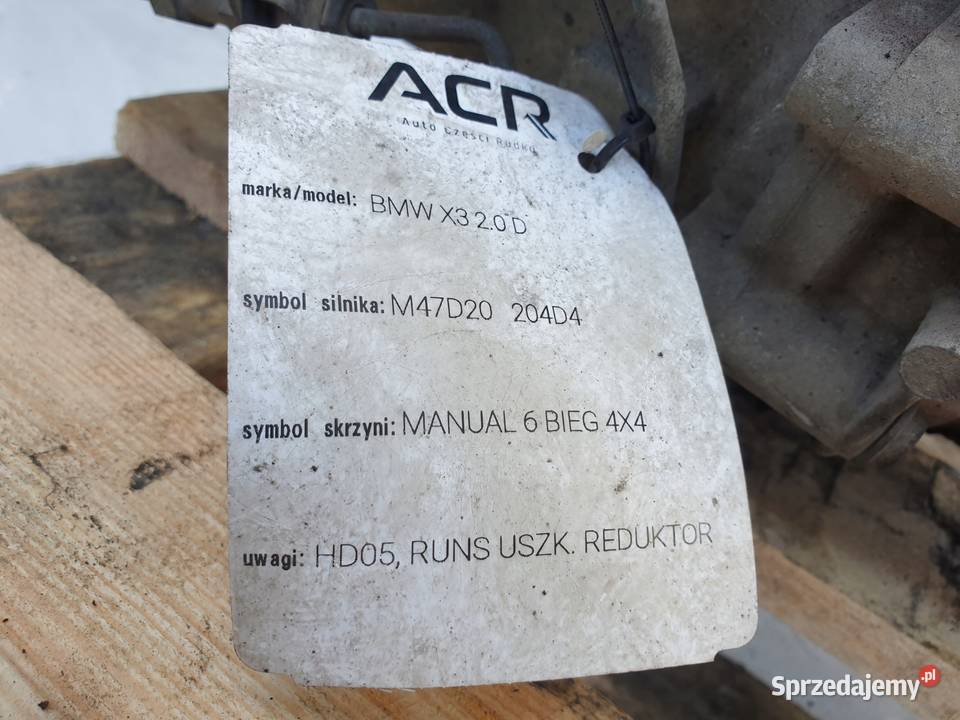 ACR
Auto Części Rudka
marka/model: BMW X3 2.0 D
symbol silnika: M47D20 204D4
symbol skrzyni: MANUAL 6 BIEG 4X4
uwagi: HD05, RUNS USZK. REDUKTOR
Sprzedajemy.pl